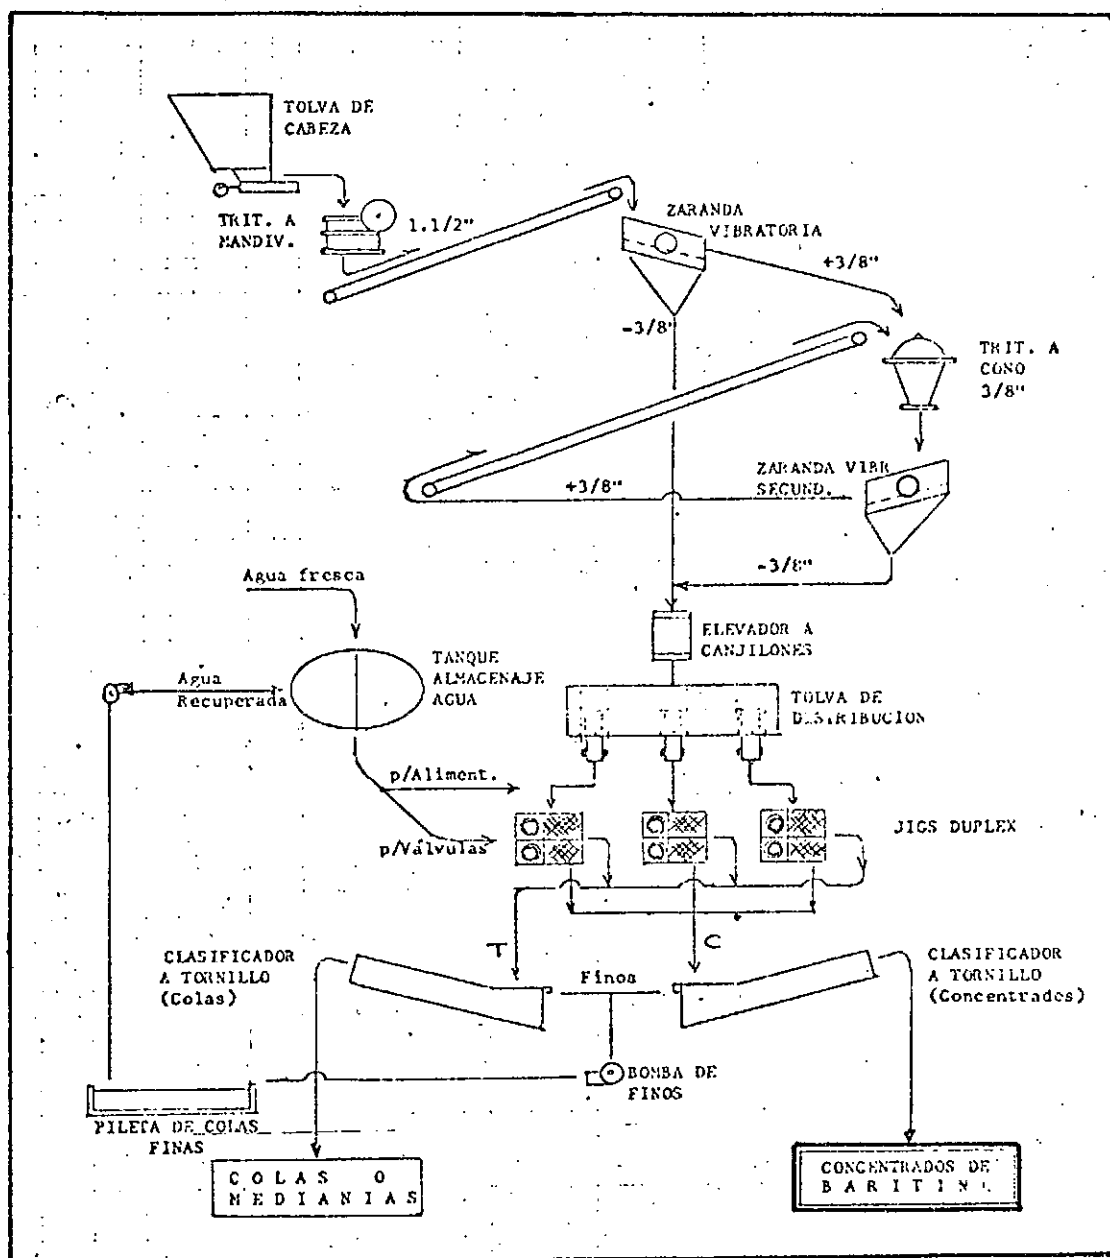 TOLVA DE
CABEZA
TRIT. A
MANDIV.
1.1/2"
ZARANDA
VIBRATORIA
+3/8"
-3/8"
TRIT. A
CONO
3/8"
ZARANDA VIBR
SECUND.
+3/8"
-3/8"
Agua fresca
ELEVADOR A
CANJILONES
TANQUE
ALMACENAJE
AGUA
Agua
Recuperada
TOLVA DE
DISTRIBUCION
p/Aliment.
p/Válvulas
JIGS DUPLEX
T
C
CLASIFICADOR
A TORNILLO
(Colas)
Finos
CLASIFICADOR
A TORNILLO
(Concentrados)
BOMBA DE
FINOS
PILETA DE COLAS
FINAS
COLAS O
MEDIANIAS
CONCENTRADOS DE
BARITINA